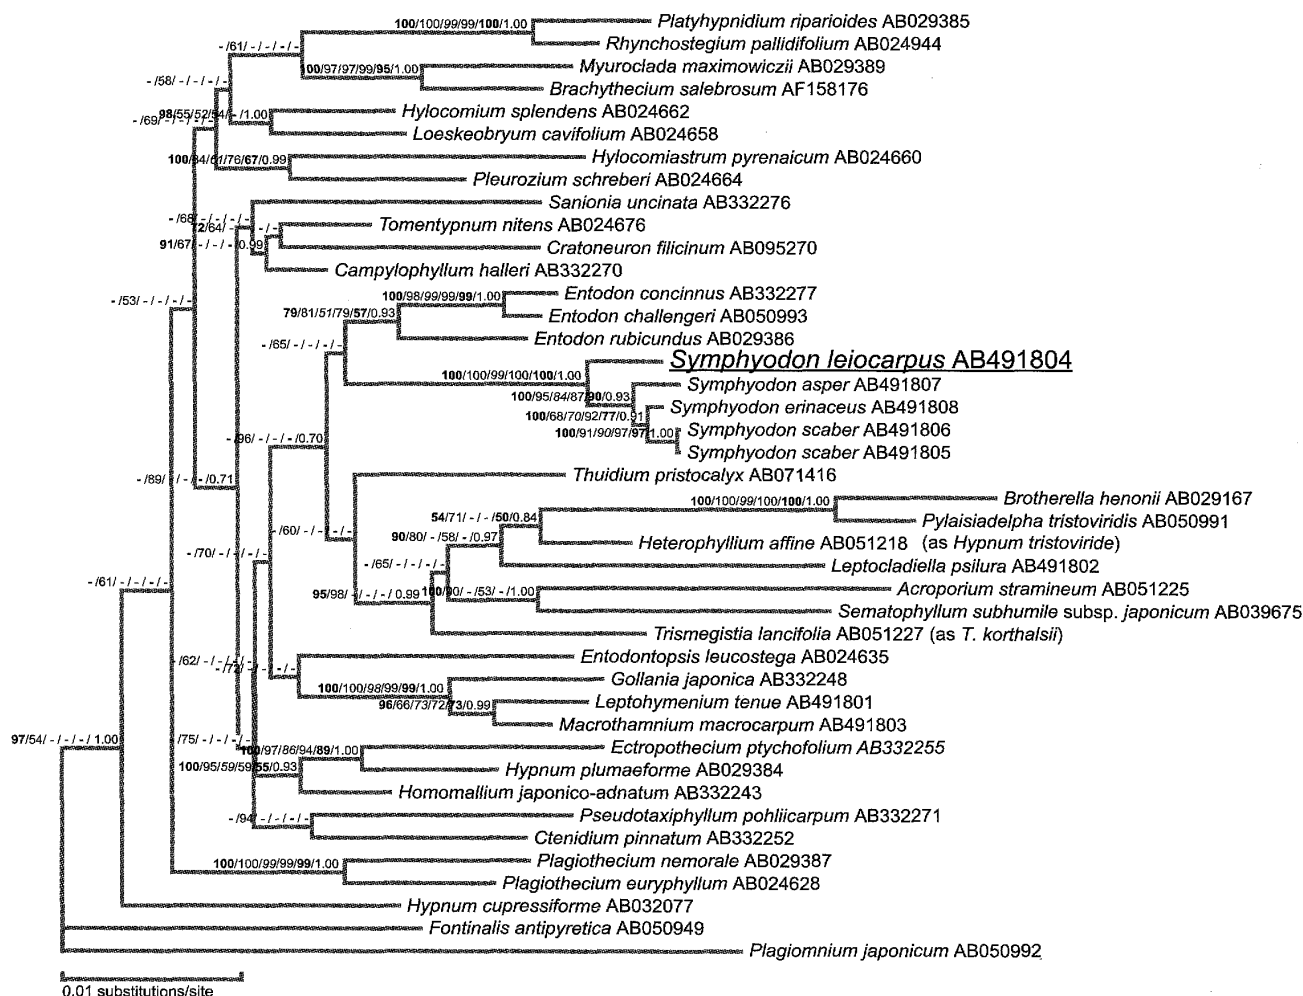 100/100/99/99/100/1.00 Platyhypnidium riparioides AB029385
-/61/-/-/-/- Rhynchostegium pallidifolium AB024944
100/97/97/99/95/1.00 Myuroclada maximowiczii AB029389
-/58/-/-/-/- Brachythecium salebrosum AF158176
98/55/52/54/-/1.00 Hylocomium splendens AB024662
-/69/-/-/-/- Loeskeobryum cavifolium AB024658
100/84/61/76/67/0.99 Hylocomiastrum pyrenaicum AB024660
Pleurozium schreberi AB024664
Sanionia uncinata AB332276
-/68/-/-/-/-
72/64/-/-/-/- Tomentypnum nitens AB024676
91/67/-/-/-/0.99 Cratoneuron filicinum AB095270
Campylophyllum halleri AB332270
-/53/-/-/-/-
100/98/99/99/99/1.00 Entodon concinnus AB332277
79/81/51/79/57/0.93 Entodon challengeri AB050993
-/65/-/-/-/- Entodon rubicundus AB029386
Symphyodon leiocarpus AB491804
100/100/99/100/100/1.00 Symphyodon asper AB491807
100/95/84/87/90/0.93 Symphyodon erinaceus AB491808
100/68/70/92/77/0.91
100/91/90/97/97/1.00 Symphyodon scaber AB491806
-/96/-/-/-/0.70 Symphyodon scaber AB491805
-/89/-/-/-/0.71 Thuidium pristocalyx AB071416
100/100/99/100/100/1.00 Brotherella henonii AB029167
54/71/-/-/50/0.84 Pylaisiadelpha tristoviridis AB050991
-/60/-/-/-/-
90/80/-/58/-/0.97 Heterophyllium affine AB051218 (as Hypnum tristoviride)
-/70/-/-/-/-
-/65/-/-/-/- Leptocladiella psilura AB491802
-/61/-/-/-/-
100/90/-/53/-/1.00 Acroporium stramineum AB051225
95/98/-/-/-/0.99 Sematophyllum subhumile subsp. japonicum AB039675
Trismegistia lancifolia AB051227 (as T. korthalsii)
-/62/-/-/-/- Entodontopsis leucostega AB024635
-/72/-/-/-/-
100/100/98/99/99/1.00 Gollania japonica AB332248
96/66/73/72/73/0.99 Leptohymenium tenue AB491801
Macrothamnium macrocarpum AB491803
97/54/-/-/-/1.00
-/75/-/-/-/-
100/97/86/94/89/1.00 Ectropothecium ptychofolium AB332255
100/95/59/59/55/0.93 Hypnum plumaeforme AB029384
Homomallium japonico-adnatum AB332243
-/94/-/-/-/- Pseudotaxiphyllum pohliicarpum AB332271
Ctenidium pinnatum AB332252
100/100/99/99/99/1.00 Plagiothecium nemorale AB029387
Plagiothecium euryphyllum AB024628
Hypnum cupressiforme AB032077
Fontinalis antipyretica AB050949
Plagiomnium japonicum AB050992
0.01 substitutions/site